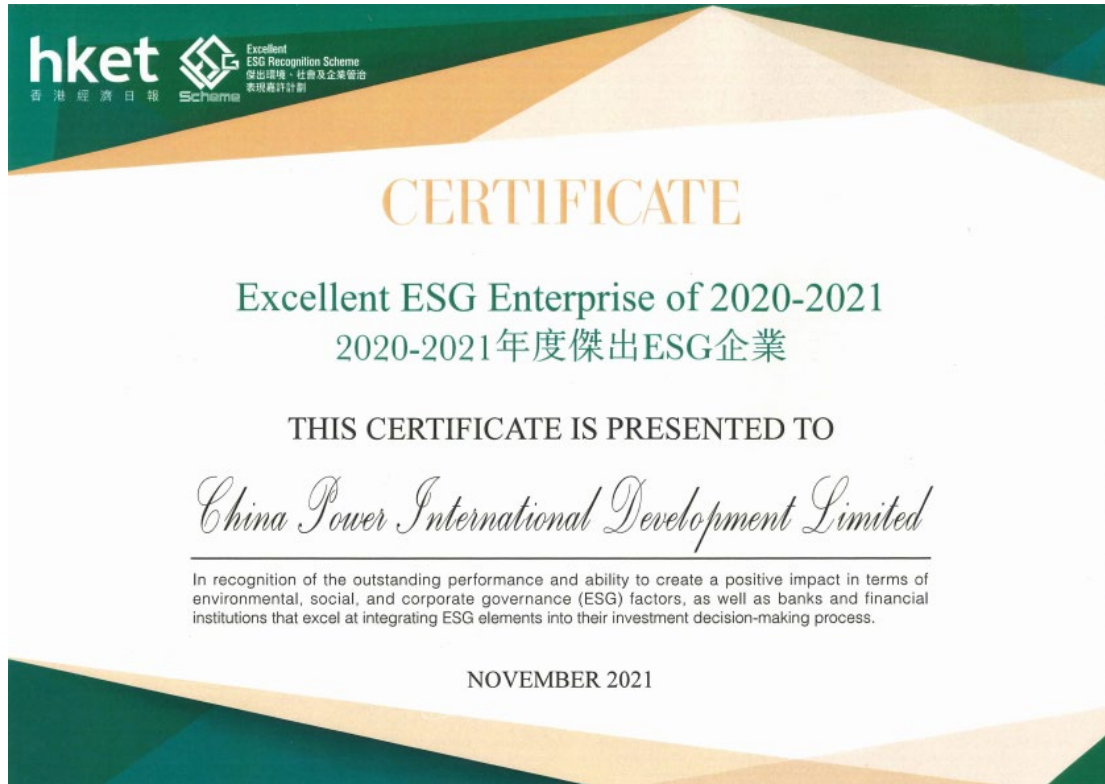 hket
香港經濟日報
ESG
Scheme
Excellent
ESG Recognition Scheme
傑出環境、社會及企業管治
表現嘉許計劃
CERTIFICATE
Excellent ESG Enterprise of 2020-2021
2020-2021年度傑出ESG企業
THIS CERTIFICATE IS PRESENTED TO
China Power International Development Limited
In recognition of the outstanding performance and ability to create a positive impact in terms of
environmental, social, and corporate governance (ESG) factors, as well as banks and financial
institutions that excel at integrating ESG elements into their investment decision-making process.
NOVEMBER 2021